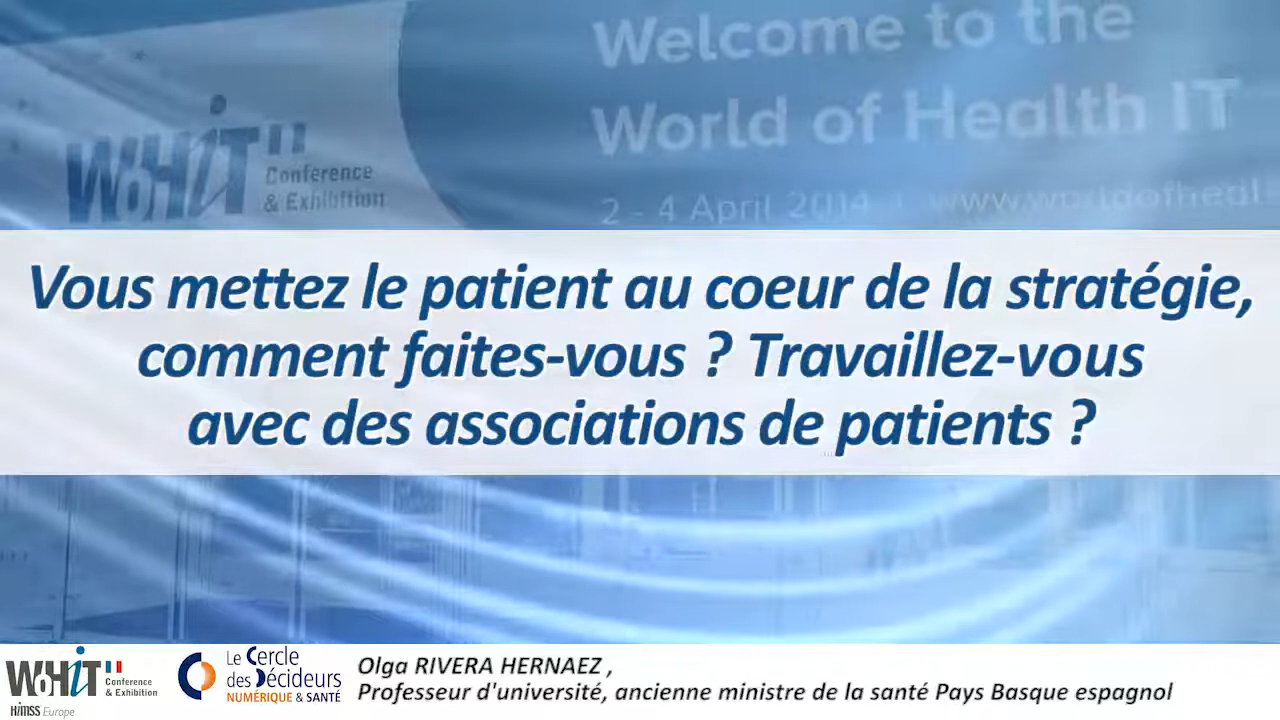 Welcome to the
World of Health IT
WoHiT
Conference
& Exhibition
2 - 4 April 2014 | www.worldofheal
Vous mettez le patient au coeur de la stratégie,
comment faites-vous ? Travaillez-vous
avec des associations de patients ?
WoHiT
Conference
& Exhibition
HIMSS Europe
Le Cercle
des Décideurs
NUMÉRIQUE & SANTÉ
Olga RIVERA HERNAEZ ,
Professeur d'université, ancienne ministre de la santé Pays Basque espagnol